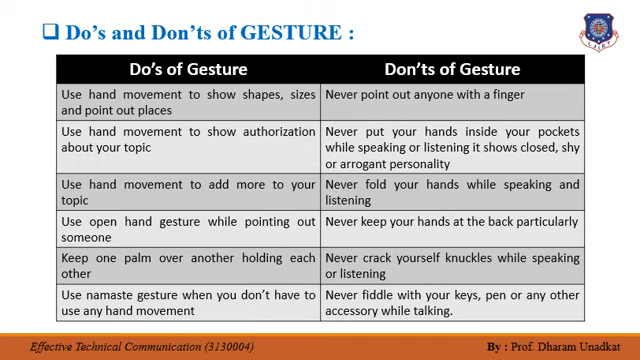 ❑ Do's and Don'ts of GESTURE :
Do's of Gesture
Don'ts of Gesture
Use hand movement to show shapes, sizes
and point out places
Never point out anyone with a finger
Use hand movement to show authorization
about your topic
Never put your hands inside your pockets
while speaking or listening it shows closed, shy
or arrogant personality
Use hand movement to add more to your
topic
Never fold your hands while speaking and
listening
Use open hand gesture while pointing out
someone
Never keep your hands at the back particularly
Keep one palm over another holding each
other
Never crack yourself knuckles while speaking
or listening
Use namaste gesture when you don't have to
use any hand movement
Never fiddle with your keys, pen or any other
accessory while talking.
Effective Technical Communication (3130004)
By : Prof. Dharam Unadkat